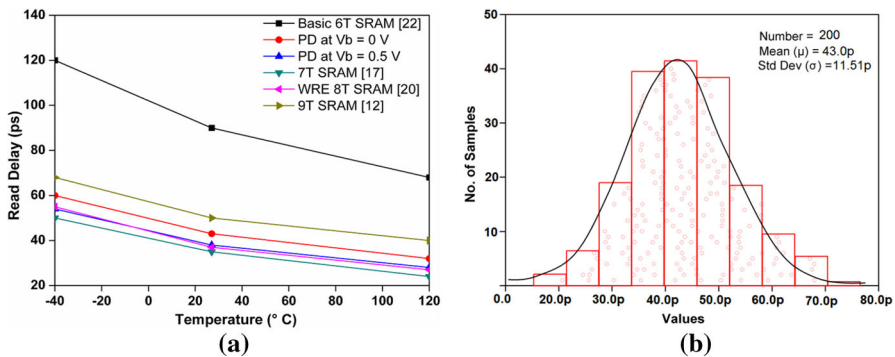 140
120
100
80
60
40
20
Read Delay (ps)
-40
-20
0
20
40
60
80
100
120
Temperature (° C)
Basic 6T SRAM [22]
PD at Vb = 0 V
PD at Vb = 0.5 V
7T SRAM [17]
WRE 8T SRAM [20]
9T SRAM [12]
(a)
50
40
30
20
10
0
No. of Samples
0.0
20.0p
30.0p
40.0p
50.0p
60.0p
70.0p
80.0p
Values
Number = 200
Mean (μ) = 43.0p
Std Dev (σ) =11.51p
(b)